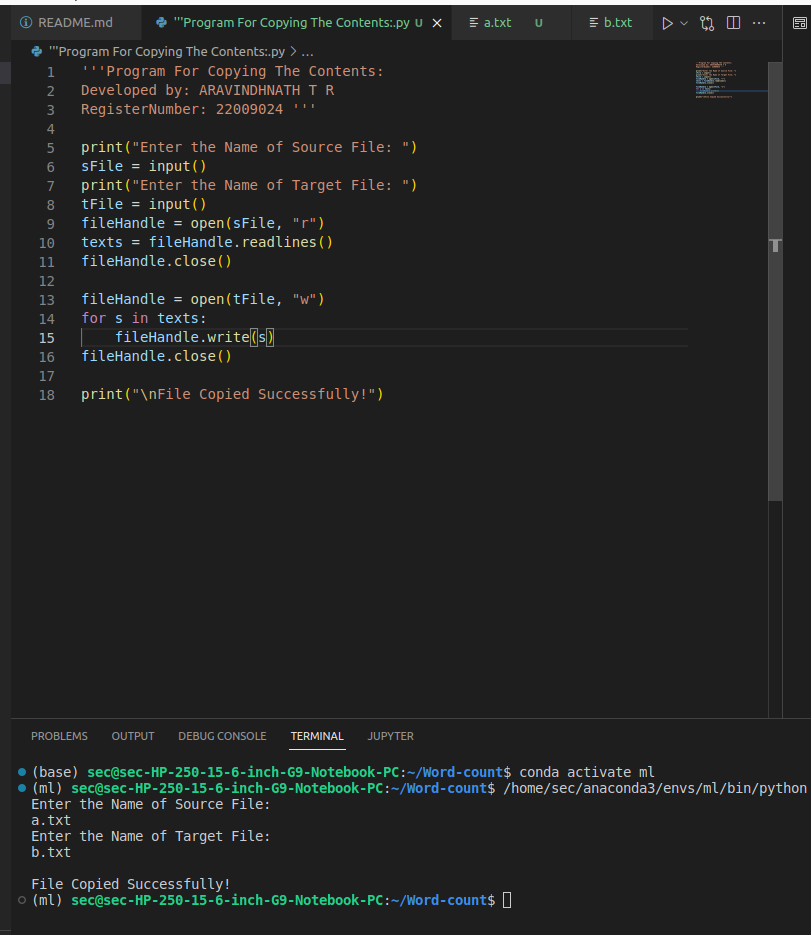 README.md '''Program For Copying The Contents:.py U a.txt U b.txt
'''Program For Copying The Contents:.py > ...
1 '''Program For Copying The Contents:
2 Developed by: ARAVINDHNATH T R
3 RegisterNumber: 22009024 '''
4
5 print("Enter the Name of Source File: ")
6 sFile = input()
7 print("Enter the Name of Target File: ")
8 tFile = input()
9 fileHandle = open(sFile, "r")
10 texts = fileHandle.readlines()
11 fileHandle.close()
12
13 fileHandle = open(tFile, "w")
14 for s in texts:
15     fileHandle.write(s)
16 fileHandle.close()
17
18 print("\nFile Copied Successfully!")
PROBLEMS OUTPUT DEBUG CONSOLE TERMINAL JUPYTER
(base) sec@sec-HP-250-15-6-inch-G9-Notebook-PC:~/Word-count$ conda activate ml
(ml) sec@sec-HP-250-15-6-inch-G9-Notebook-PC:~/Word-count$ /home/sec/anaconda3/envs/ml/bin/python
Enter the Name of Source File:
a.txt
Enter the Name of Target File:
b.txt
File Copied Successfully!
(ml) sec@sec-HP-250-15-6-inch-G9-Notebook-PC:~/Word-count$